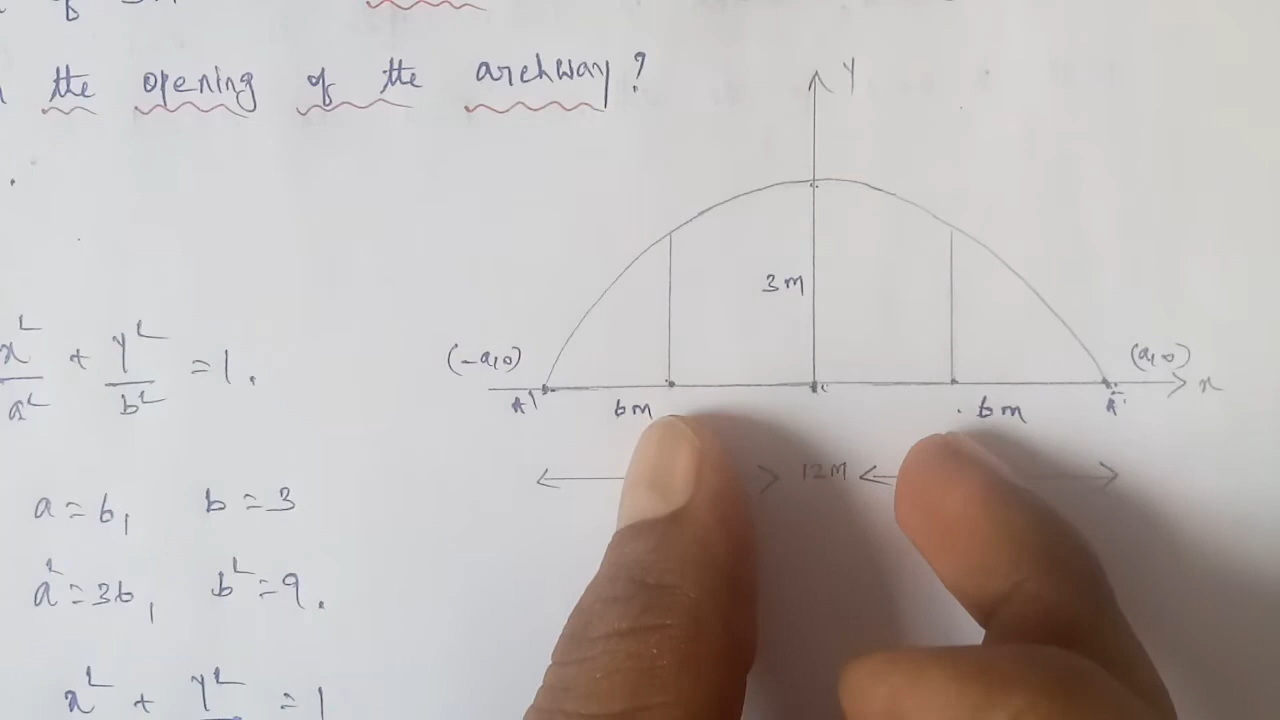 the opening of the archway?
Y
3m
(-a,0)
(a,0)
x
A'
c
6m
6m
12M
x² + y² = 1.
a² b²
a=6, b=3
a²=36, b²=9.
x² + y² = 1